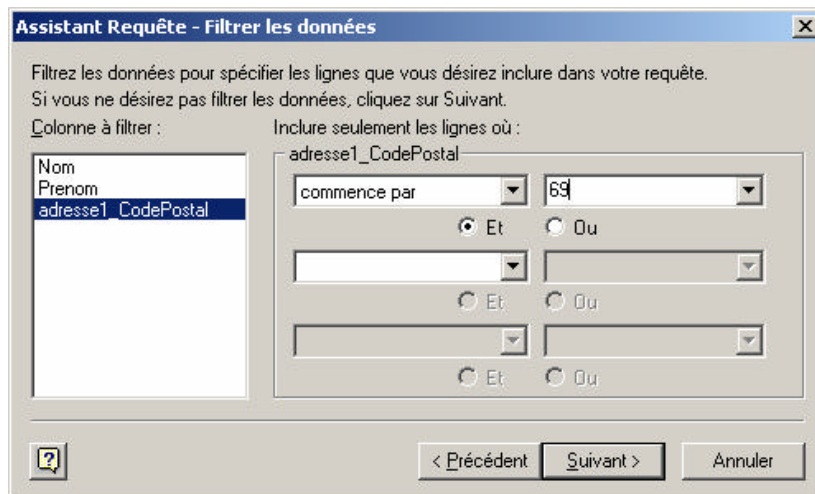 Assistant Requête - Filtrer les données
Filtrez les données pour spécifier les lignes que vous désirez inclure dans votre requête.
Si vous ne désirez pas filtrer les données, cliquez sur Suivant.
Colonne à filtrer :
Inclure seulement les lignes où :
Nom
Prenom
adresse1_CodePostal
adresse1_CodePostal
commence par
69
Et Ou
Et Ou
Et Ou
< Précédent Suivant > Annuler